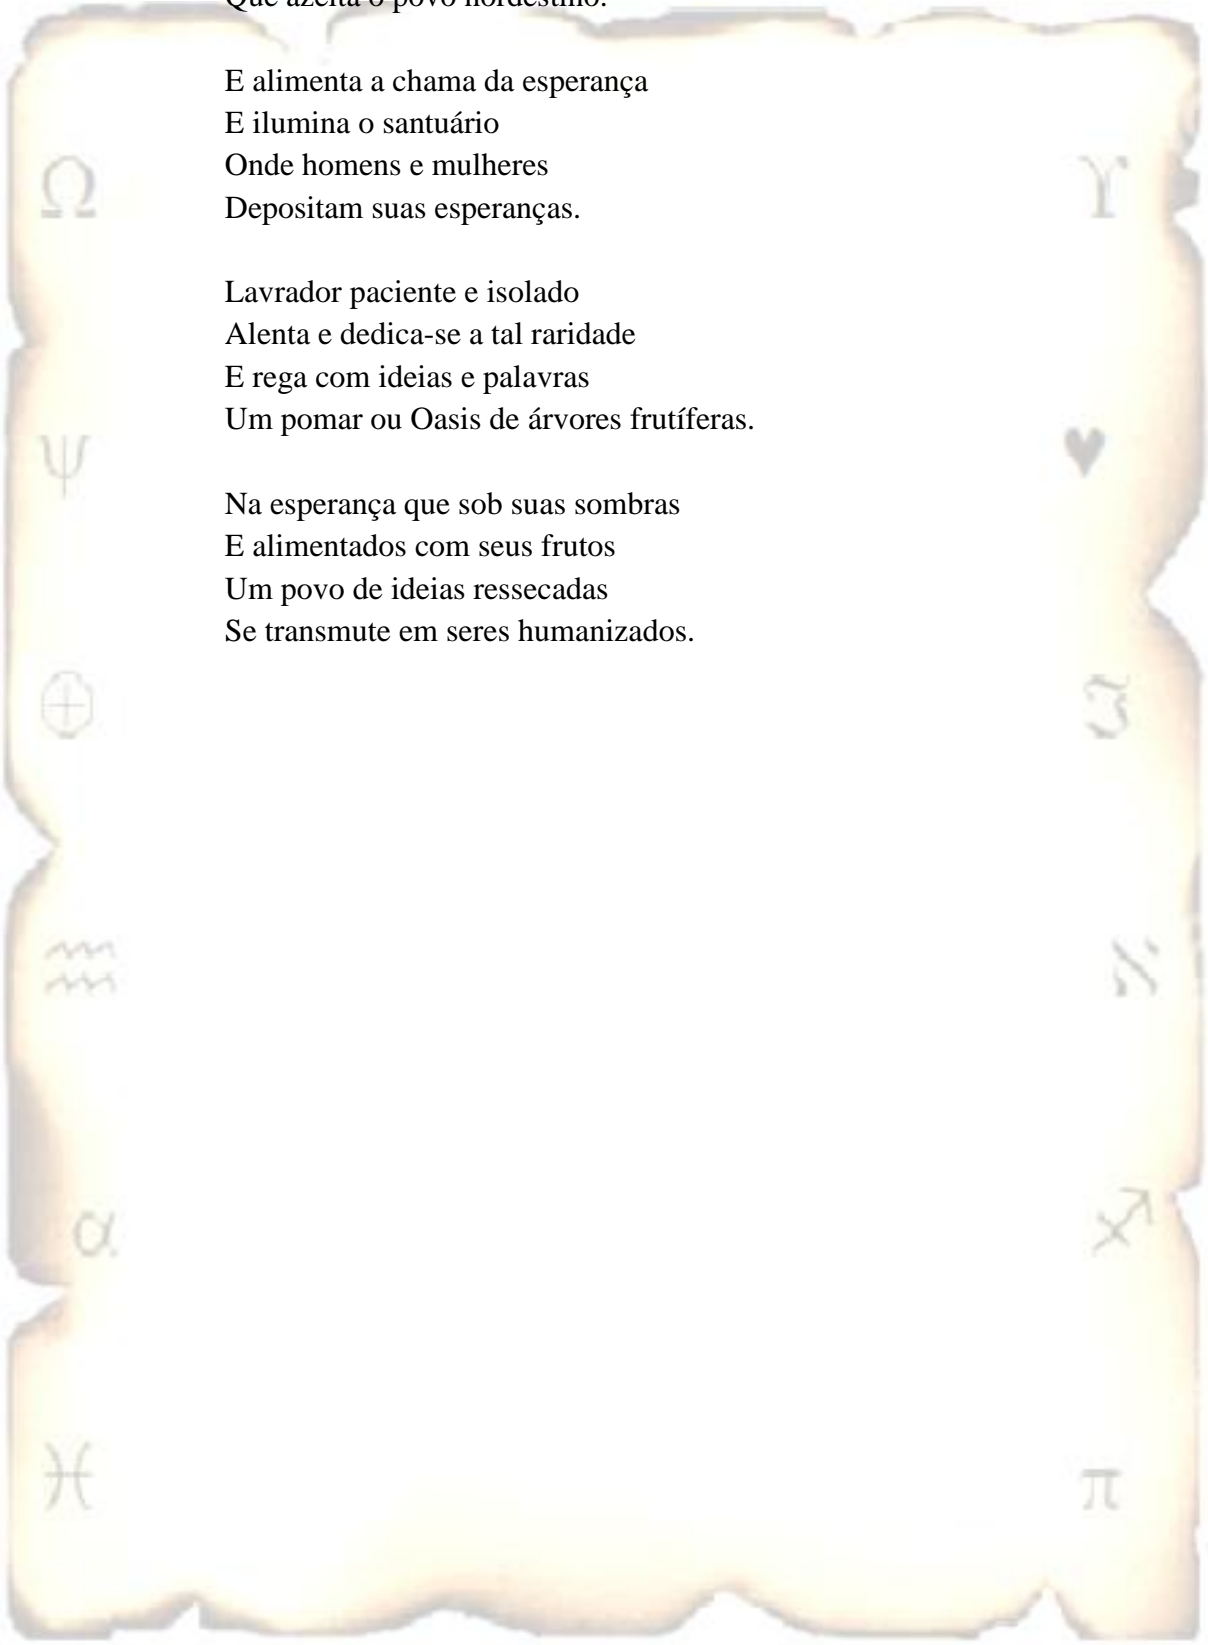 Que azeita o povo nordestino.
E alimenta a chama da esperança
E ilumina o santuário
Onde homens e mulheres
Depositam suas esperanças.
Lavrador paciente e isolado
Alenta e dedica-se a tal raridade
E rega com ideias e palavras
Um pomar ou Oasis de árvores frutíferas.
Na esperança que sob suas sombras
E alimentados com seus frutos
Um povo de ideias ressecadas
Se transmute em seres humanizados.